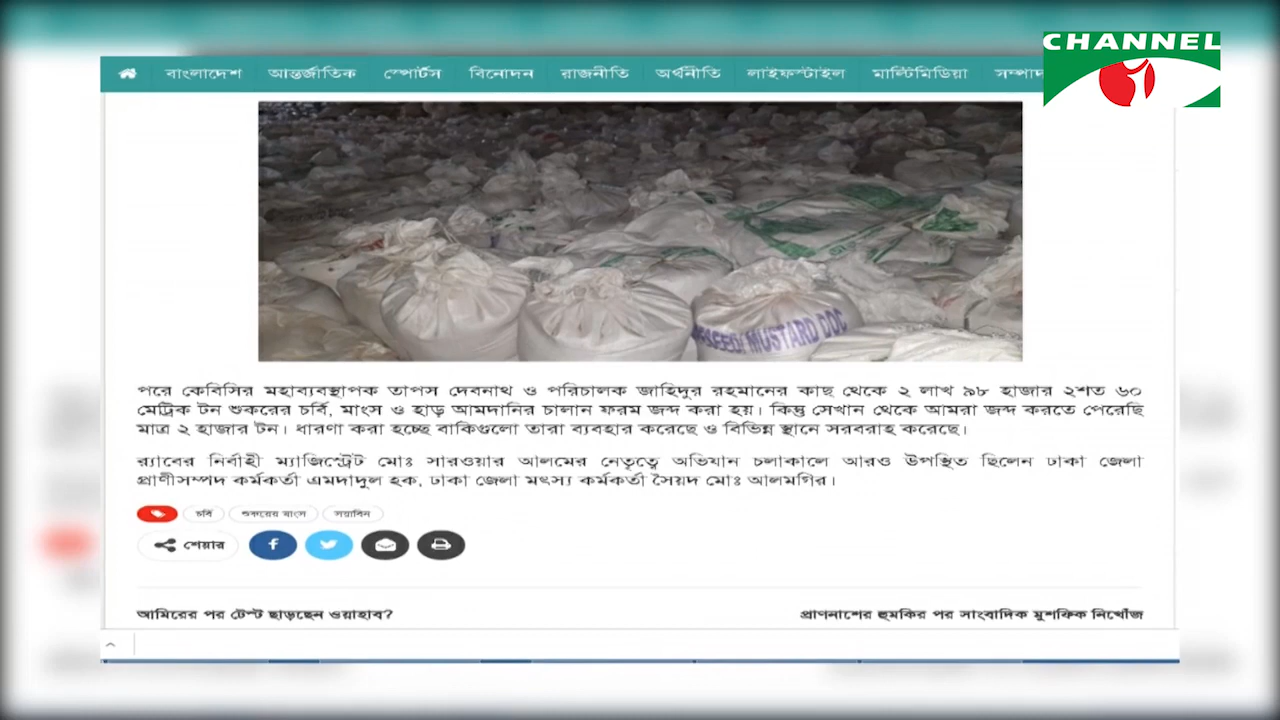 CHANNEL
বাংলাদেশ আন্তর্জাতিক স্পোর্টস বিনোদন রাজনীতি অর্থনীতি লাইফস্টাইল মাল্টিমিডিয়া
MUSTARD DOC
পরে কেবিসির মহাব্যবস্থাপক তাপস দেবনাথ ও পরিচালক জাহিদুর রহমানের কাছ থেকে ২ লাখ ৯৮ হাজার ২শত ৬০
মেট্রিক টন শুকরের চর্বি, মাংস ও হাড় আমদানির চালান ফরম জব্দ করা হয়। কিন্তু সেখান থেকে আমরা জব্দ করতে পেরেছি
মাত্র ২ হাজার টন। ধারণা করা হচ্ছে বাকিগুলো তারা ব্যবহার করেছে ও বিভিন্ন স্থানে সরবরাহ করেছে।
র‍্যাবের নির্বাহী ম্যাজিস্ট্রেট মোঃ সারওয়ার আলমের নেতৃত্বে অভিযান চলাকালে আরও উপস্থিত ছিলেন ঢাকা জেলা
প্রাণীসম্পদ কর্মকর্তা এমদাদুল হক, ঢাকা জেলা মৎস্য কর্মকর্তা সৈয়দ মোঃ আলমগির।
চর্বি শুকরের মাংস সয়াবিন
শেয়ার
আমিরের পর টেস্ট ছাড়ছেন ওয়াহাব? প্রাণনাশের হুমকির পর সাংবাদিক মুশফিক নিখোঁজ